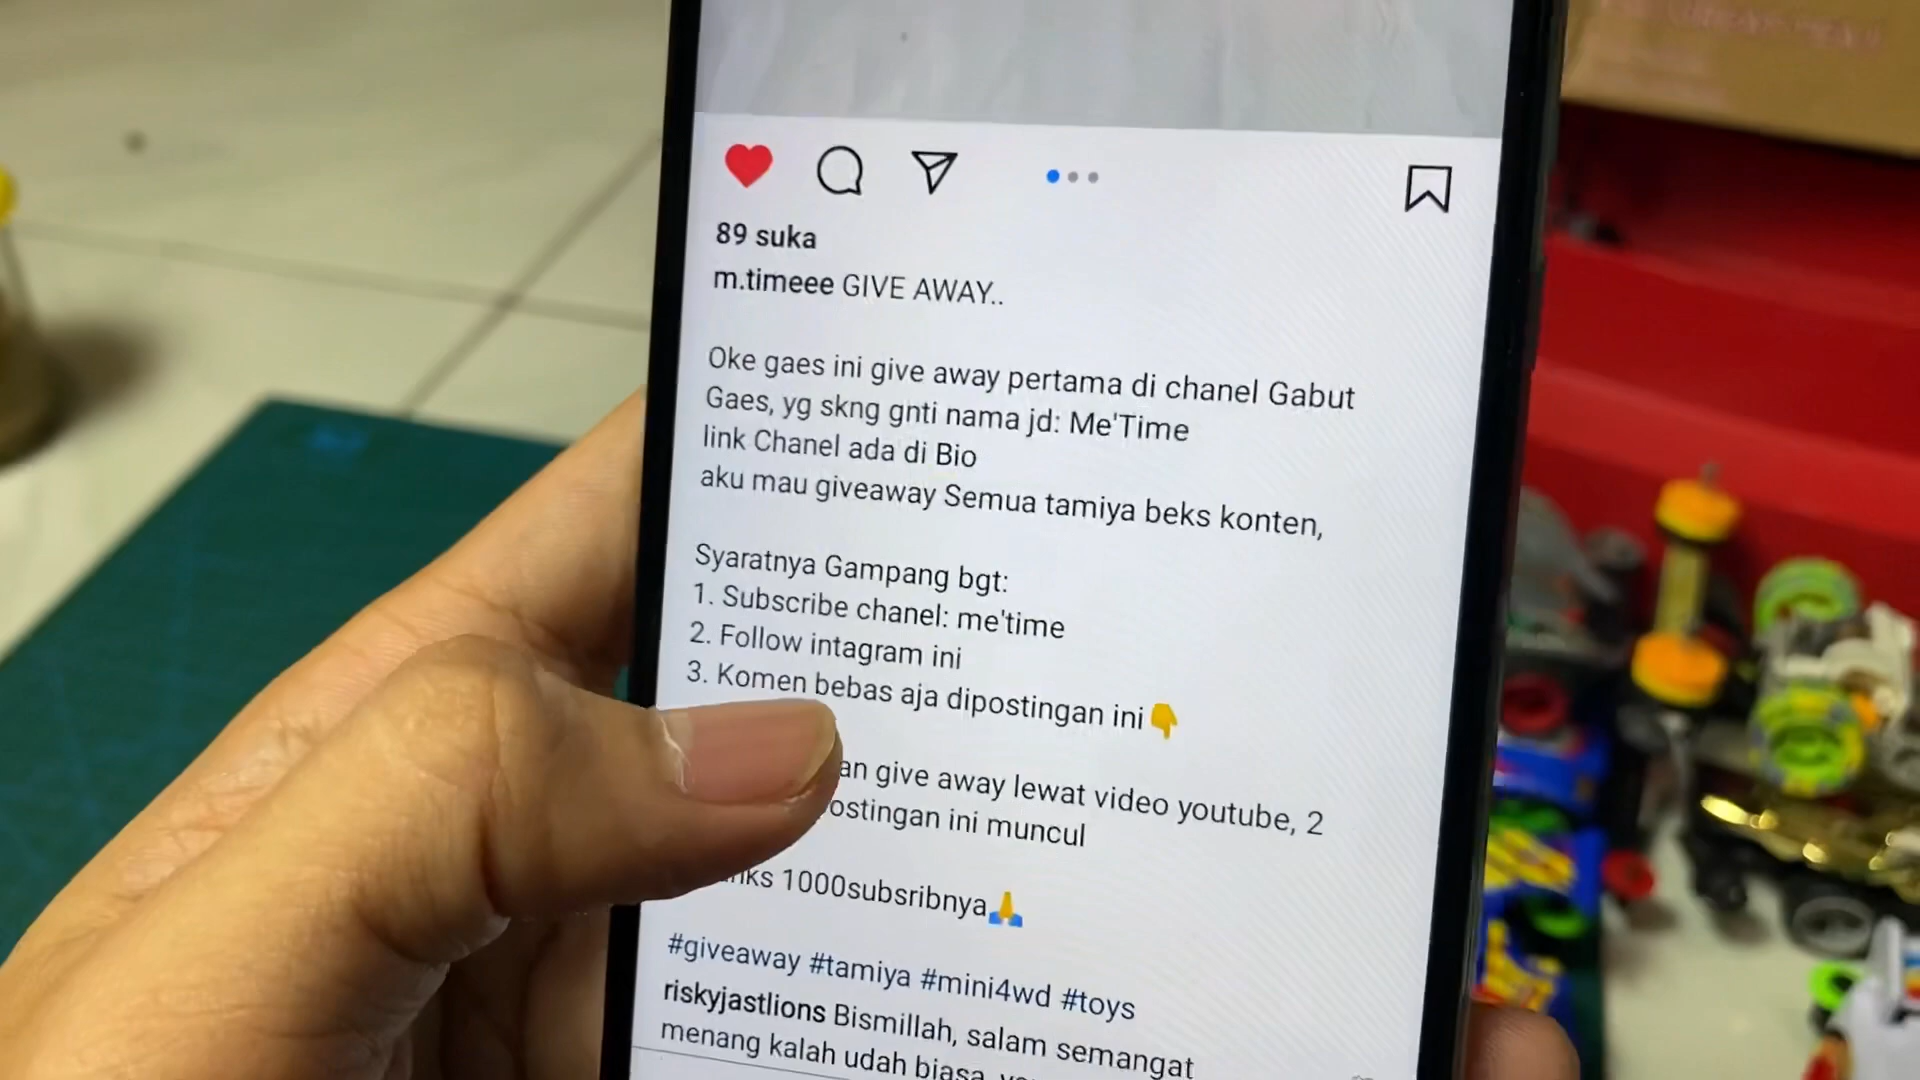 89 suka
m.timeee GIVE AWAY..
Oke gaes ini give away pertama di chanel Gabut
Gaes, yg skng gnti nama jd: Me'Time
link Chanel ada di Bio
aku mau giveaway Semua tamiya beks konten,
Syaratnya Gampang bgt:
1. Subscribe chanel: me'time
2. Follow intagram ini
3. Komen bebas aja dipostingan ini👇
give away lewat video youtube, 2
ini muncul
1000subsribnya🙏
#giveaway #tamiya #mini4wd #toys
riskyjastlions Bismillah, salam semangat
menang kalah udah biasa,